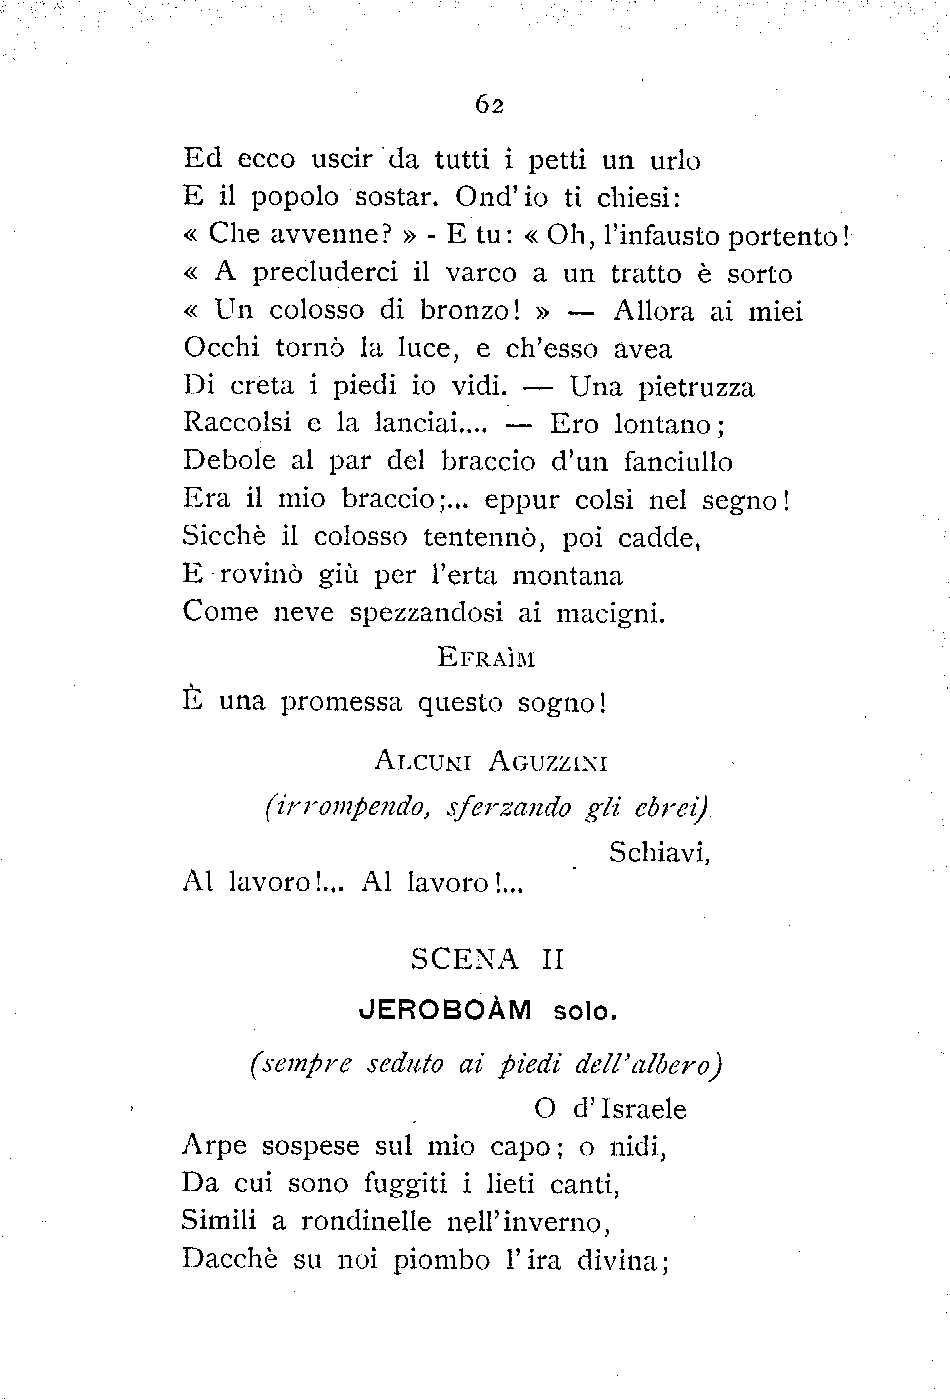 62
Ed ecco uscir da tutti i petti un urlo
E il popolo sostar. Ond'io ti chiesi:
« Che avvenne? » - E tu: « Oh, l'infausto portento!
« A precluderci il varco a un tratto è sorto
« Un colosso di bronzo! » — Allora ai miei
Occhi tornò la luce, e ch'esso avea
Di creta i piedi io vidi. — Una pietruzza
Raccolsi e la lanciai.... — Ero lontano;
Debole al par del braccio d'un fanciullo
Era il mio braccio;... eppur colsi nel segno!
Sicchè il colosso tentennò, poi cadde,
E rovinò giù per l'erta montana
Come neve spezzandosi ai macigni.
EFRAÌM
È una promessa questo sogno!
ALCUNI AGUZZINI
(irrompendo, sferzando gli ebrei)
Schiavi,
Al lavoro!... Al lavoro!...
SCENA II
JEROBOÀM solo.
(sempre seduto ai piedi dell'albero)
O d'Israele
Arpe sospese sul mio capo; o nidi,
Da cui sono fuggiti i lieti canti,
Simili a rondinelle nell'inverno,
Dacchè su noi piombo l'ira divina;